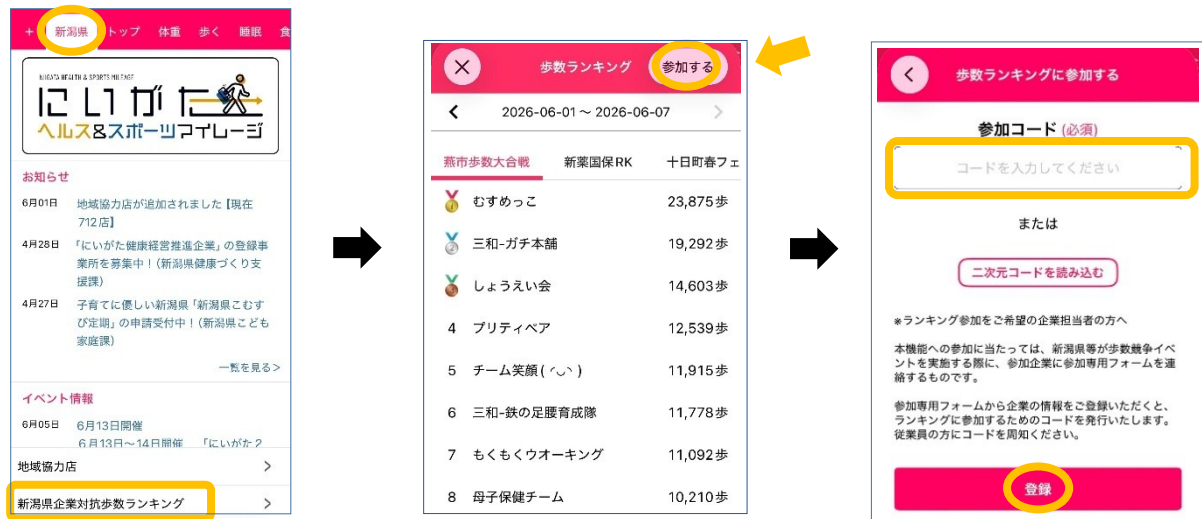 + 新潟県 トップ 体重 歩く 睡眠 食
NIIGATA HEALTH & SPORTS MILEAGE
にいがた
ヘルス&スポーツマイレージ
お知らせ
6月01日 地域協力店が追加されました【現在
712店】
4月28日 「にいがた健康経営推進企業」の登録事
業所を募集中！（新潟県健康づくり支
援課）
4月27日 子育てに優しい新潟県「新潟県こむす
び定期」の申請受付中！（新潟県こども
家庭課）
一覧を見る>
イベント情報
6月05日 6月13日開催
6月13日～14日開催 「にいがた2
地域協力店 >
新潟県企業対抗歩数ランキング >
歩数ランキング 参加する
2026-06-01～2026-06-07
燕市歩数大合戦 新薬国保RK 十日町春フェ
むすめっこ 23,875歩
三和-ガチ本舗 19,292歩
しょうえい会 14,603歩
4 プリティベア 12,539歩
5 チーム笑顔(◜◡◝) 11,915歩
6 三和-鉄の足腰育成隊 11,778歩
7 もくもくウオーキング 11,092歩
8 母子保健チーム 10,210歩
歩数ランキングに参加する
参加コード (必須)
コードを入力してください
または
二次元コードを読み込む
※ランキング参加をご希望の企業担当者の方へ
本機能への参加に当たっては、新潟県等が歩数競争イベ
ントを実施する際に、参加企業に参加専用フォームを連
絡するものです。
参加専用フォームから企業の情報をご登録いただくと、
ランキングに参加するためのコードを発行いたします。
従業員の方にコードを周知ください。
登録